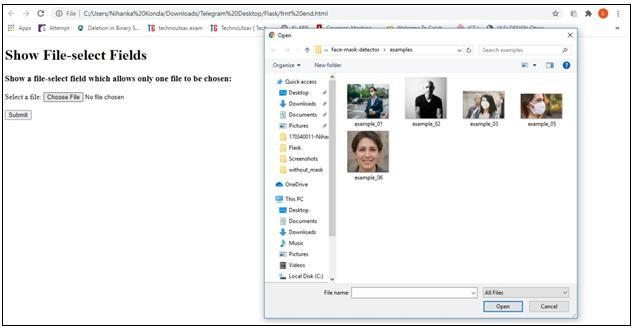 File | C:/Users/Niharika%20Konda/Downloads/Telegram%20Desktop/Flask/frnt%20end.html
Apps
Attempt
Deletion in Binary S...
technoutsav exam
TechnoUtsav | Tech...
Show File-select Fields
Show a file-select field which allows only one file to be chosen:
Select a file: Choose File No file chosen
Submit
Open
« face-mask-detector > examples
Search examples
Organize
New folder
Quick access
Desktop
Downloads
Documents
Pictures
170340011-Nihar
Flask
Screenshots
without_mask
OneDrive
This PC
Desktop
Documents
Downloads
Music
Pictures
Videos
Local Disk (C:)
example_01
example_02
example_03
example_05
example_06
File name:
All Files
Open
Cancel